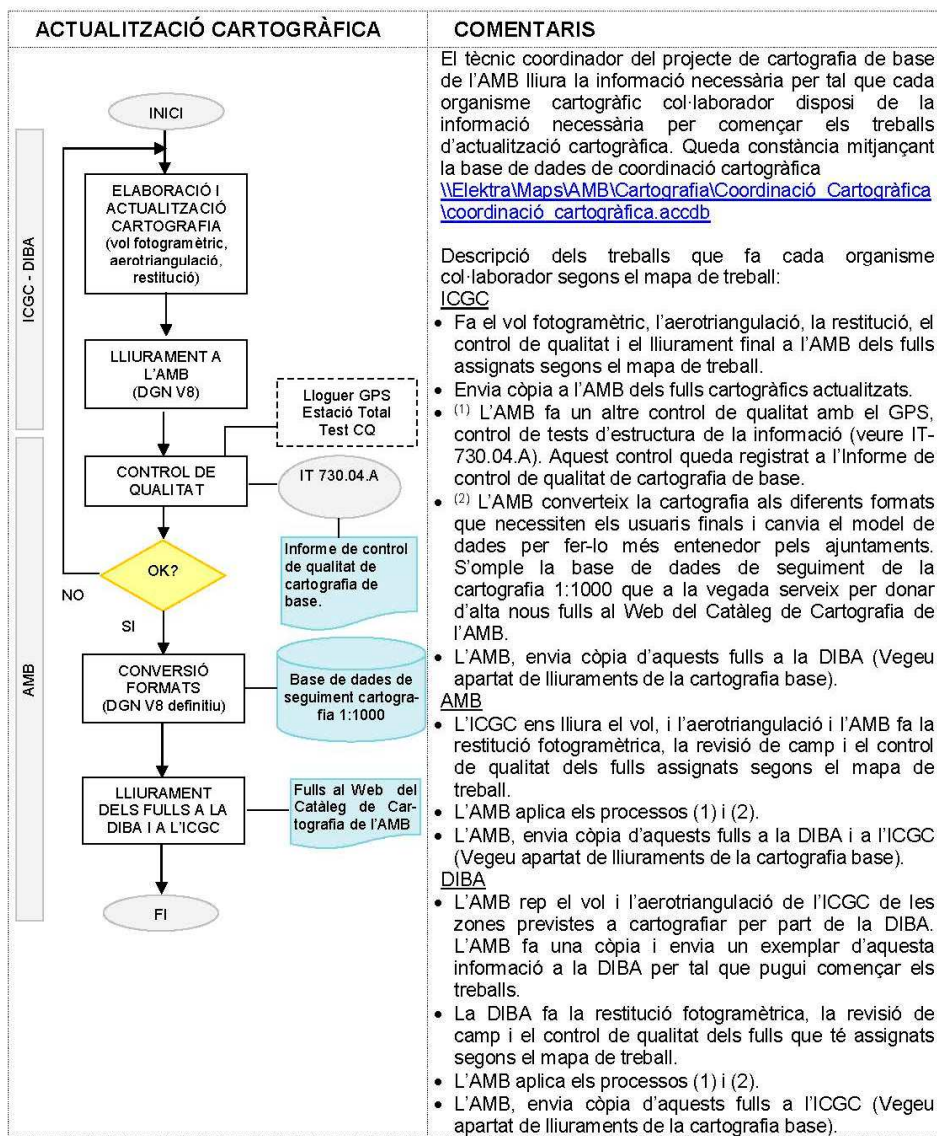 ACTUALITZACIÓ CARTOGRÀFICA
INICI
ICGC - DIBA
ELABORACIÓ I
ACTUALITZACIÓ
CARTOGRAFIA
(vol fotogramètric,
aerotriangulació,
restitució)
LLIURAMENT A
L'AMB
(DGN V8)
Lloguer GPS
Estació Total
Test CQ
AMB
CONTROL DE
QUALITAT
IT 730.04.A
Informe de control
de qualitat de
cartografia de
base.
OK?
NO
SI
CONVERSIÓ
FORMATS
(DGN V8 definitiu)
Base de dades de
seguiment cartogra-
fia 1:1000
LLIURAMENT
DELS FULLS A LA
DIBA I A L'ICGC
Fulls al Web del
Catàleg de Car-
tografia de l'AMB
FI
COMENTARIS
El tècnic coordinador del projecte de cartografia de base
de l'AMB lliura la informació necessària per tal que cada
organisme cartogràfic col·laborador disposi de la
informació necessària per començar els treballs
d'actualització cartogràfica. Queda constància mitjançant
la base de dades de coordinació cartogràfica
\\Elektra\Maps\AMB\Cartografia\Coordinació Cartogràfica
\coordinació cartogràfica.accdb
Descripció dels treballs que fa cada organisme
col·laborador segons el mapa de treball:
ICGC
• Fa el vol fotogramètric, l'aerotriangulació, la restitució, el
control de qualitat i el lliurament final a l'AMB dels fulls
assignats segons el mapa de treball.
• Envia còpia a l'AMB dels fulls cartogràfics actualitzats.
• (1) L'AMB fa un altre control de qualitat amb el GPS,
control de tests d'estructura de la informació (veure IT-
730.04.A). Aquest control queda registrat a l'Informe de
control de qualitat de cartografia de base.
• (2) L'AMB converteix la cartografia als diferents formats
que necessiten els usuaris finals i canvia el model de
dades per fer-lo més entenedor pels ajuntaments.
S'omple la base de dades de seguiment de la
cartografia 1:1000 que a la vegada serveix per donar
d'alta nous fulls al Web del Catàleg de Cartografia de
l'AMB.
• L'AMB, envia còpia d'aquests fulls a la DIBA (Vegeu
apartat de lliuraments de la cartografia base).
AMB
• L'ICGC ens lliura el vol, i l'aerotriangulació i l'AMB fa la
restitució fotogramètrica, la revisió de camp i el control
de qualitat dels fulls assignats segons el mapa de
treball.
• L'AMB aplica els processos (1) i (2).
• L'AMB, envia còpia d'aquests fulls a la DIBA i a l'ICGC
(Vegeu apartat de lliuraments de la cartografia base).
DIBA
• L'AMB rep el vol i l'aerotriangulació de l'ICGC de les
zones previstes a cartografiar per part de la DIBA.
L'AMB fa una còpia i envia un exemplar d'aquesta
informació a la DIBA per tal que pugui començar els
treballs.
• La DIBA fa la restitució fotogramètrica, la revisió de
camp i el control de qualitat dels fulls que té assignats
segons el mapa de treball.
• L'AMB aplica els processos (1) i (2).
• L'AMB, envia còpia d'aquests fulls a l'ICGC (Vegeu
apartat de lliuraments de la cartografia base).